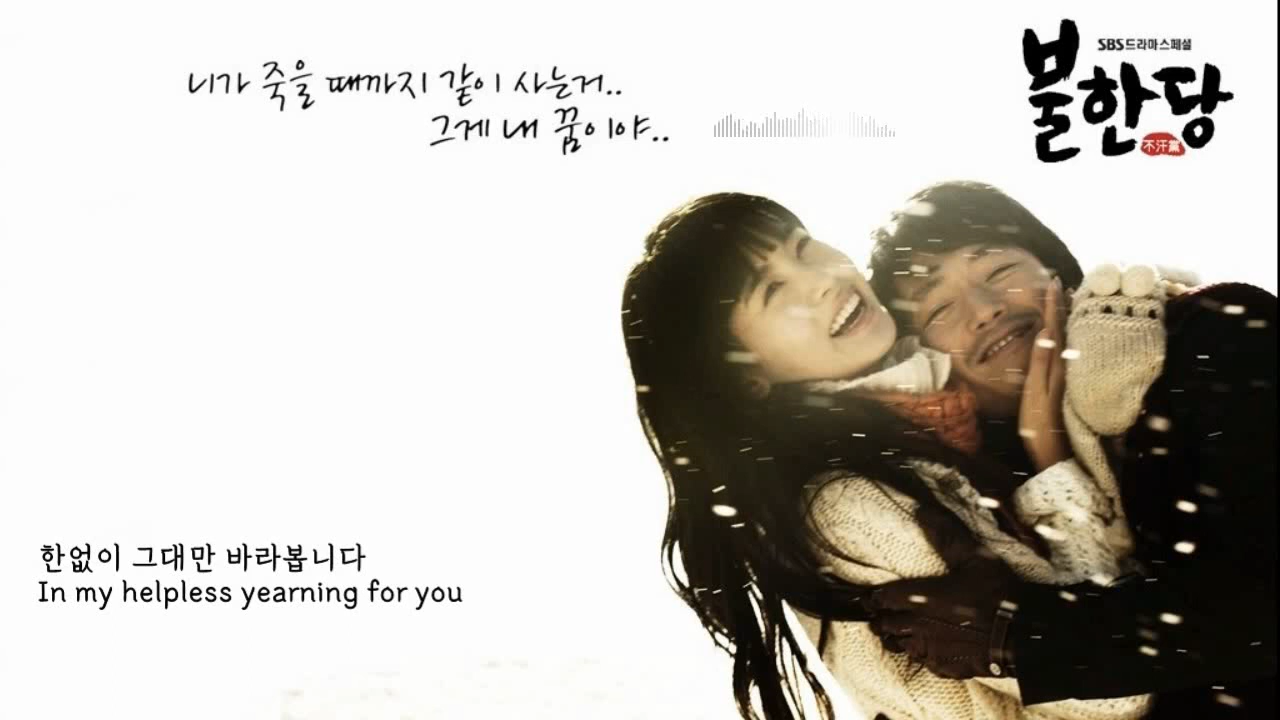 니가 죽을 때까지 같이 사는거..
그게 내 꿈이야..
SBS드라마스페셜
불한당
不汗黨
한없이 그대만 바라봅니다
In my helpless yearning for you